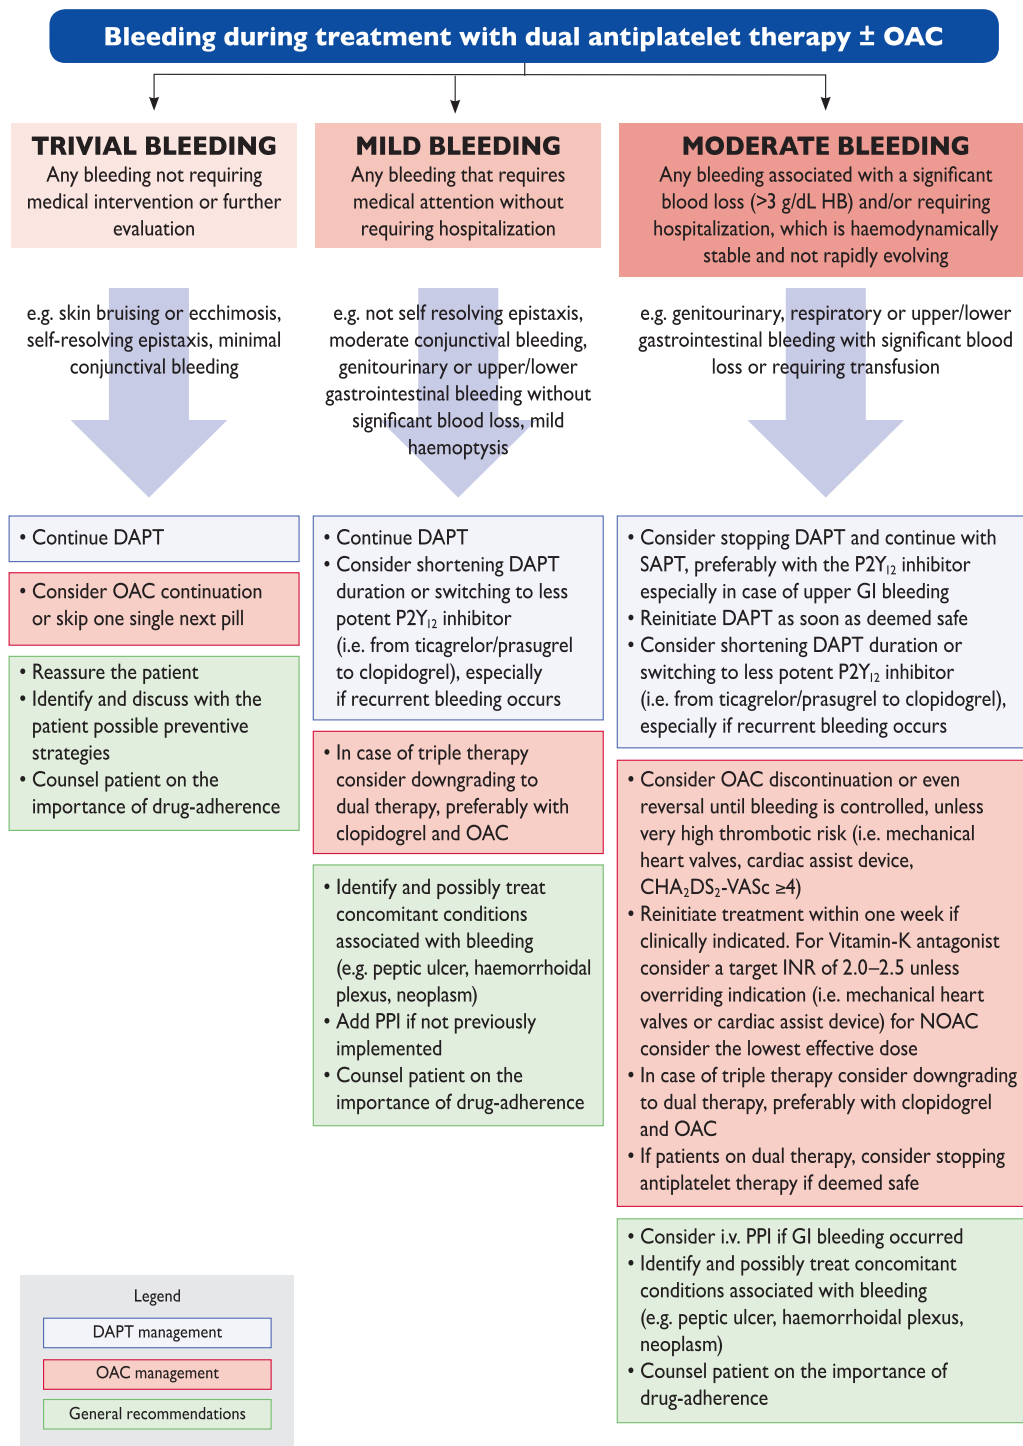 Bleeding during treatment with dual antiplatelet therapy ± OAC
TRIVIAL BLEEDING
Any bleeding not requiring
medical intervention or further
evaluation
e.g. skin bruising or ecchimosis,
self-resolving epistaxis, minimal
conjunctival bleeding
• Continue DAPT
• Consider OAC continuation
or skip one single next pill
• Reassure the patient
• Identify and discuss with the
patient possible preventive
strategies
• Counsel patient on the
importance of drug-adherence
MILD BLEEDING
Any bleeding that requires
medical attention without
requiring hospitalization
e.g. not self resolving epistaxis,
moderate conjunctival bleeding,
genitourinary or upper/lower
gastrointestinal bleeding without
significant blood loss, mild
haemoptysis
• Continue DAPT
• Consider shortening DAPT
duration or switching to less
potent P2Y₁₂ inhibitor
(i.e. from ticagrelor/prasugrel
to clopidogrel), especially
if recurrent bleeding occurs
• In case of triple therapy
consider downgrading to
dual therapy, preferably with
clopidogrel and OAC
• Identify and possibly treat
concomitant conditions
associated with bleeding
(e.g. peptic ulcer, haemorrhoidal
plexus, neoplasm)
• Add PPI if not previously
implemented
• Counsel patient on the
importance of drug-adherence
MODERATE BLEEDING
Any bleeding associated with a significant
blood loss (>3 g/dL HB) and/or requiring
hospitalization, which is haemodynamically
stable and not rapidly evolving
e.g. genitourinary, respiratory or upper/lower
gastrointestinal bleeding with significant blood
loss or requiring transfusion
• Consider stopping DAPT and continue with
SAPT, preferably with the P2Y₁₂ inhibitor
especially in case of upper GI bleeding
• Reinitiate DAPT as soon as deemed safe
• Consider shortening DAPT duration or
switching to less potent P2Y₁₂ inhibitor
(i.e. from ticagrelor/prasugrel to clopidogrel),
especially if recurrent bleeding occurs
• Consider OAC discontinuation or even
reversal until bleeding is controlled, unless
very high thrombotic risk (i.e. mechanical
heart valves, cardiac assist device,
CHA₂DS₂-VASc ≥4)
• Reinitiate treatment within one week if
clinically indicated. For Vitamin-K antagonist
consider a target INR of 2.0–2.5 unless
overriding indication (i.e. mechanical heart
valves or cardiac assist device) for NOAC
consider the lowest effective dose
• In case of triple therapy consider downgrading
to dual therapy, preferably with clopidogrel
and OAC
• If patients on dual therapy, consider stopping
antiplatelet therapy if deemed safe
• Consider i.v. PPI if GI bleeding occurred
• Identify and possibly treat concomitant
conditions associated with bleeding
(e.g. peptic ulcer, haemorrhoidal plexus,
neoplasm)
• Counsel patient on the importance of
drug-adherence
Legend
DAPT management
OAC management
General recommendations